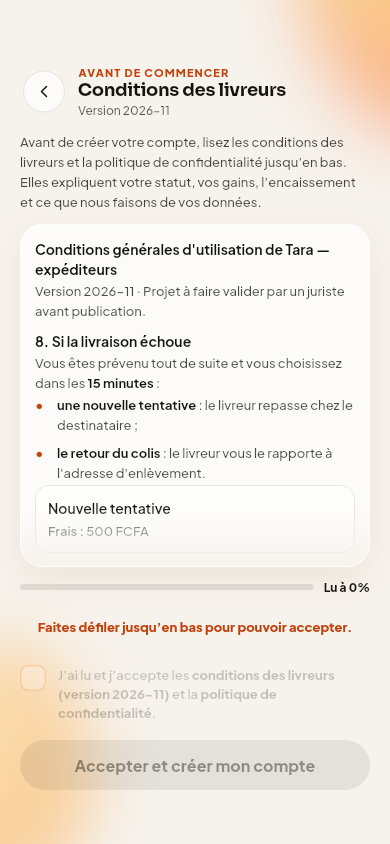 AVANT DE COMMENCER
Conditions des livreurs
Version 2026-11
Avant de créer votre compte, lisez les conditions des
livreurs et la politique de confidentialité jusqu'en bas.
Elles expliquent votre statut, vos gains, l'encaissement
et ce que nous faisons de vos données.
Conditions générales d'utilisation de Tara —
expéditeurs
Version 2026-11 · Projet à faire valider par un juriste
avant publication.
8. Si la livraison échoue
Vous êtes prévenu tout de suite et vous choisissez
dans les 15 minutes :
• une nouvelle tentative : le livreur repasse chez le
destinataire ;
• le retour du colis : le livreur vous le rapporte à
l'adresse d'enlèvement.
Nouvelle tentative
Frais : 500 FCFA
Lu à 0%
Faites défiler jusqu'en bas pour pouvoir accepter.
J'ai lu et j'accepte les conditions des livreurs
(version 2026-11) et la politique de
confidentialité.
Accepter et créer mon compte